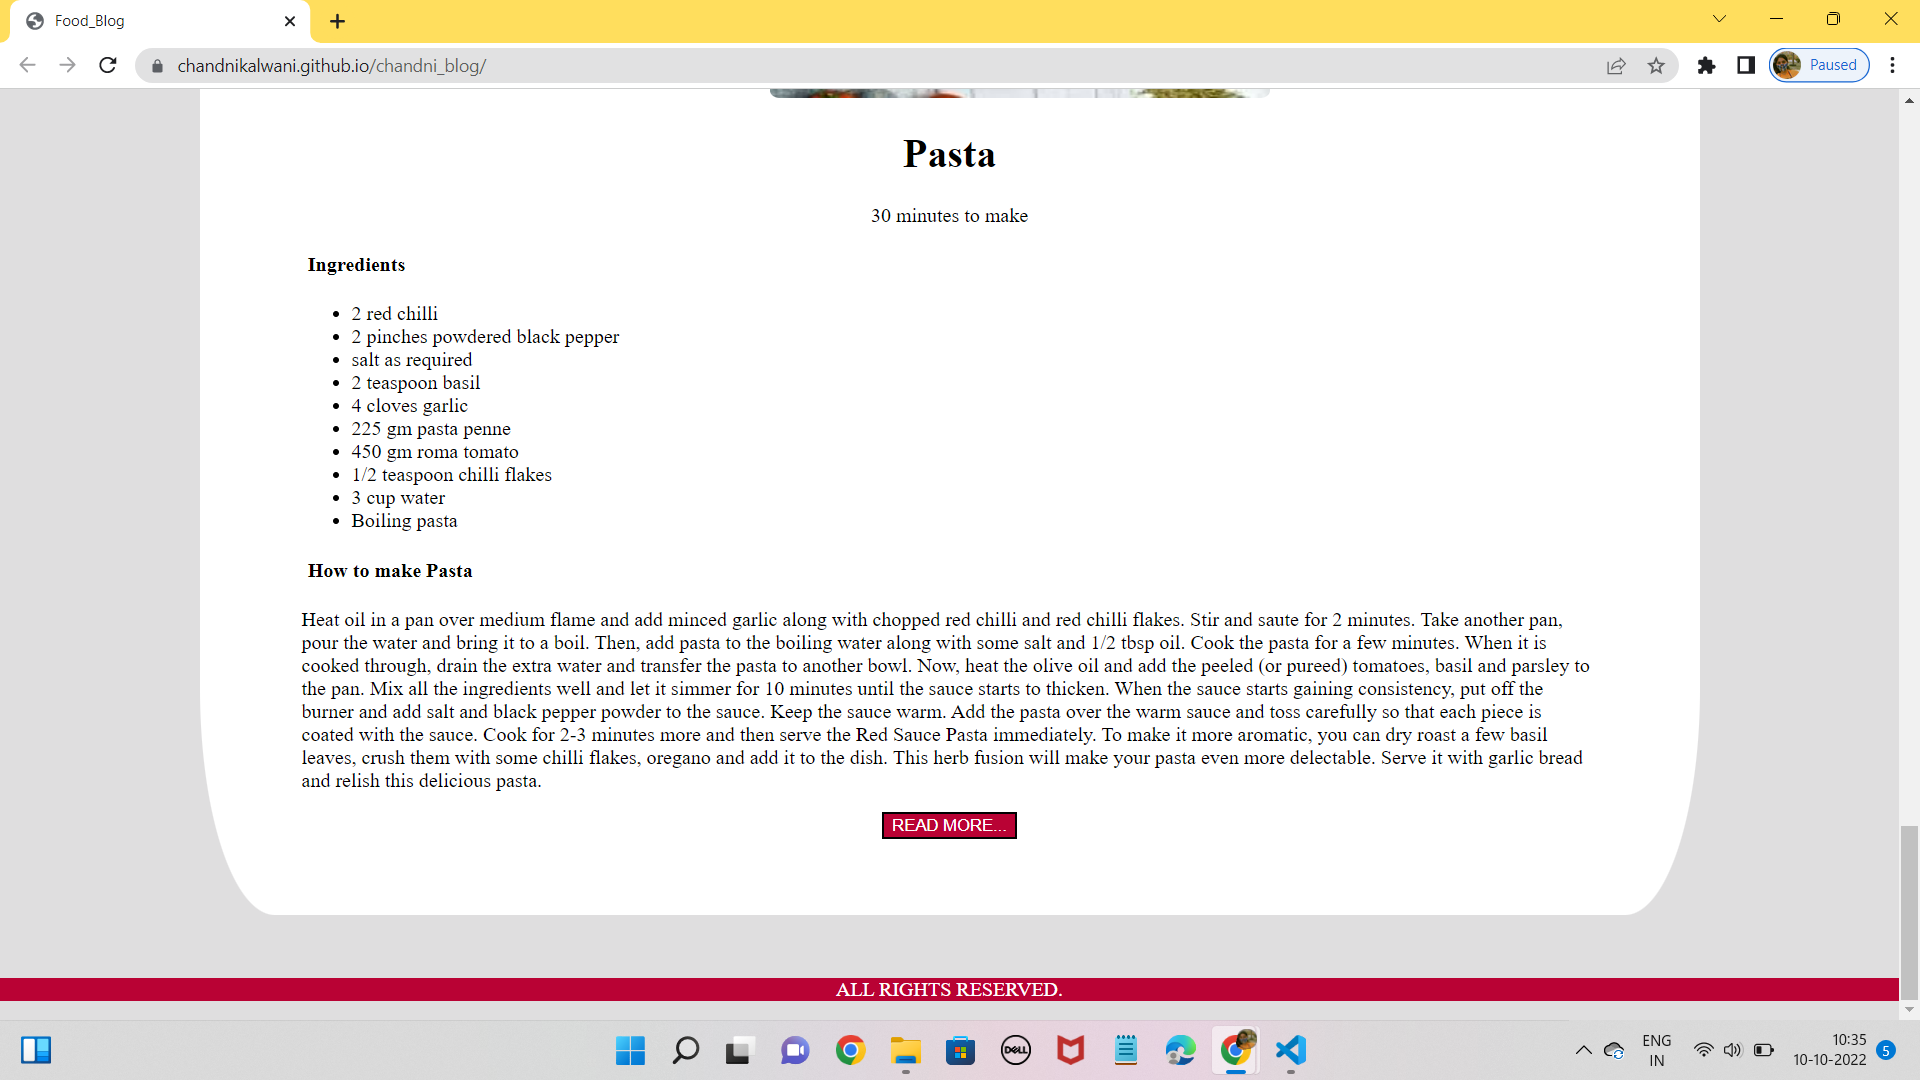 Food_Blog
chandnikalwani.github.io/chandni_blog/
Paused
Pasta
30 minutes to make
Ingredients
2 red chilli
2 pinches powdered black pepper
salt as required
2 teaspoon basil
4 cloves garlic
225 gm pasta penne
450 gm roma tomato
1/2 teaspoon chilli flakes
3 cup water
Boiling pasta
How to make Pasta
Heat oil in a pan over medium flame and add minced garlic along with chopped red chilli and red chilli flakes. Stir and saute for 2 minutes. Take another pan,
pour the water and bring it to a boil. Then, add pasta to the boiling water along with some salt and 1/2 tbsp oil. Cook the pasta for a few minutes. When it is
cooked through, drain the extra water and transfer the pasta to another bowl. Now, heat the olive oil and add the peeled (or pureed) tomatoes, basil and parsley to
the pan. Mix all the ingredients well and let it simmer for 10 minutes until the sauce starts to thicken. When the sauce starts gaining consistency, put off the
burner and add salt and black pepper powder to the sauce. Keep the sauce warm. Add the pasta over the warm sauce and toss carefully so that each piece is
coated with the sauce. Cook for 2-3 minutes more and then serve the Red Sauce Pasta immediately. To make it more aromatic, you can dry roast a few basil
leaves, crush them with some chilli flakes, oregano and add it to the dish. This herb fusion will make your pasta even more delectable. Serve it with garlic bread
and relish this delicious pasta.
READ MORE...
ALL RIGHTS RESERVED.
DELL
ENG
IN
10:35
10-10-2022
5